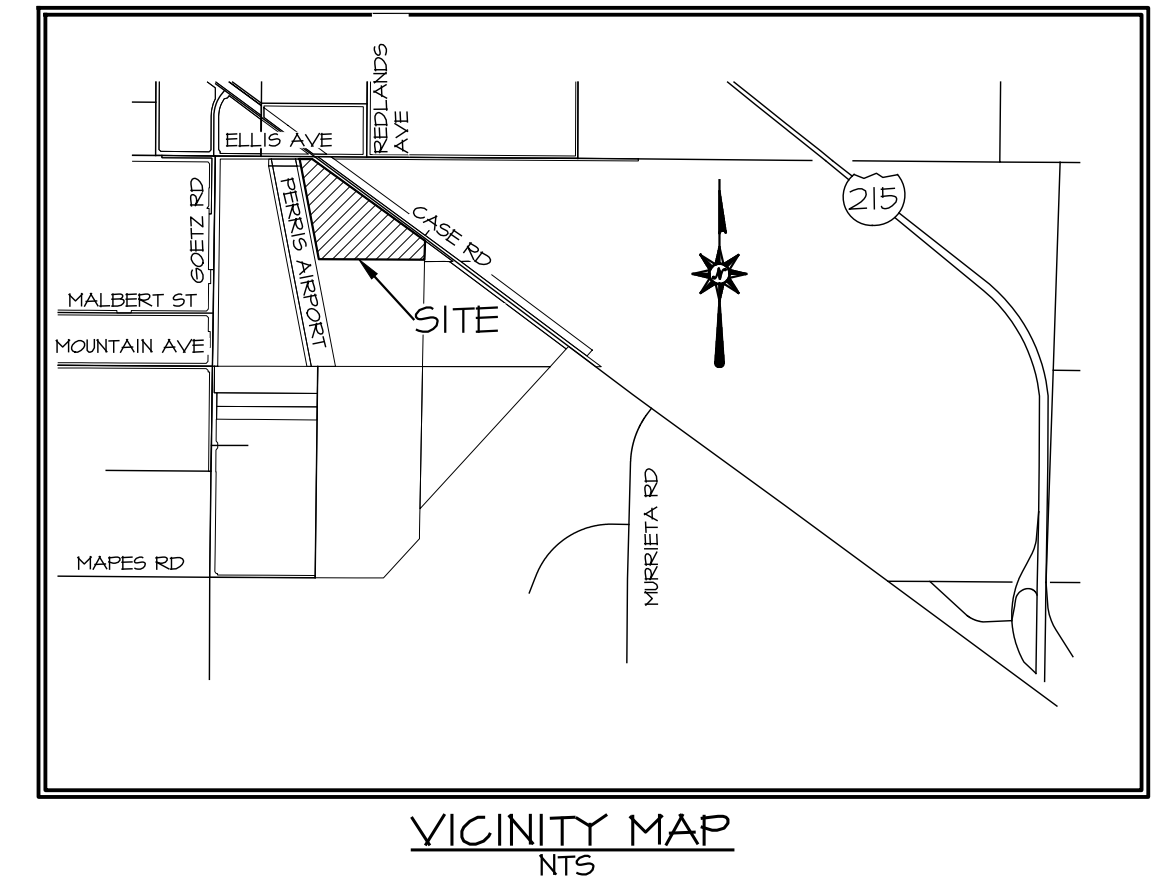 REDLANDS
AVE
ELLIS AVE
GOETZ RD
PERRIS AIRPORT
CASE RD
215
N
MALBERT ST
SITE
MOUNTAIN AVE
MURRIETA RD
MAPES RD
VICINITY MAP
NTS